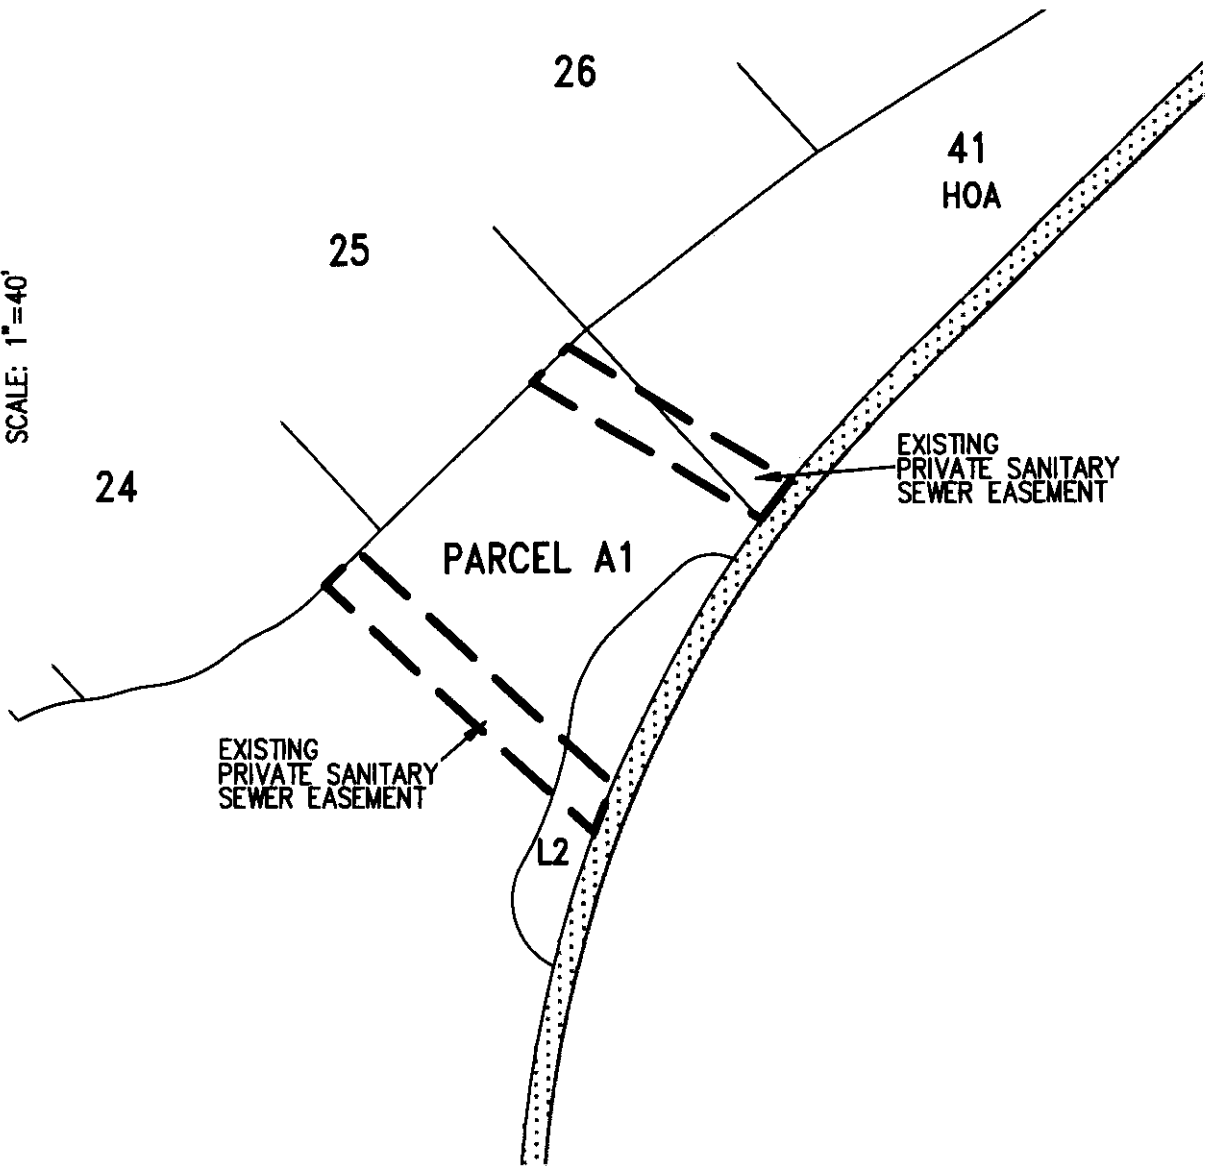 26
41
HOA
25
SCALE: 1"=40'
24
EXISTING
PRIVATE SANITARY
SEWER EASEMENT
PARCEL A1
EXISTING
PRIVATE SANITARY
SEWER EASEMENT
L2